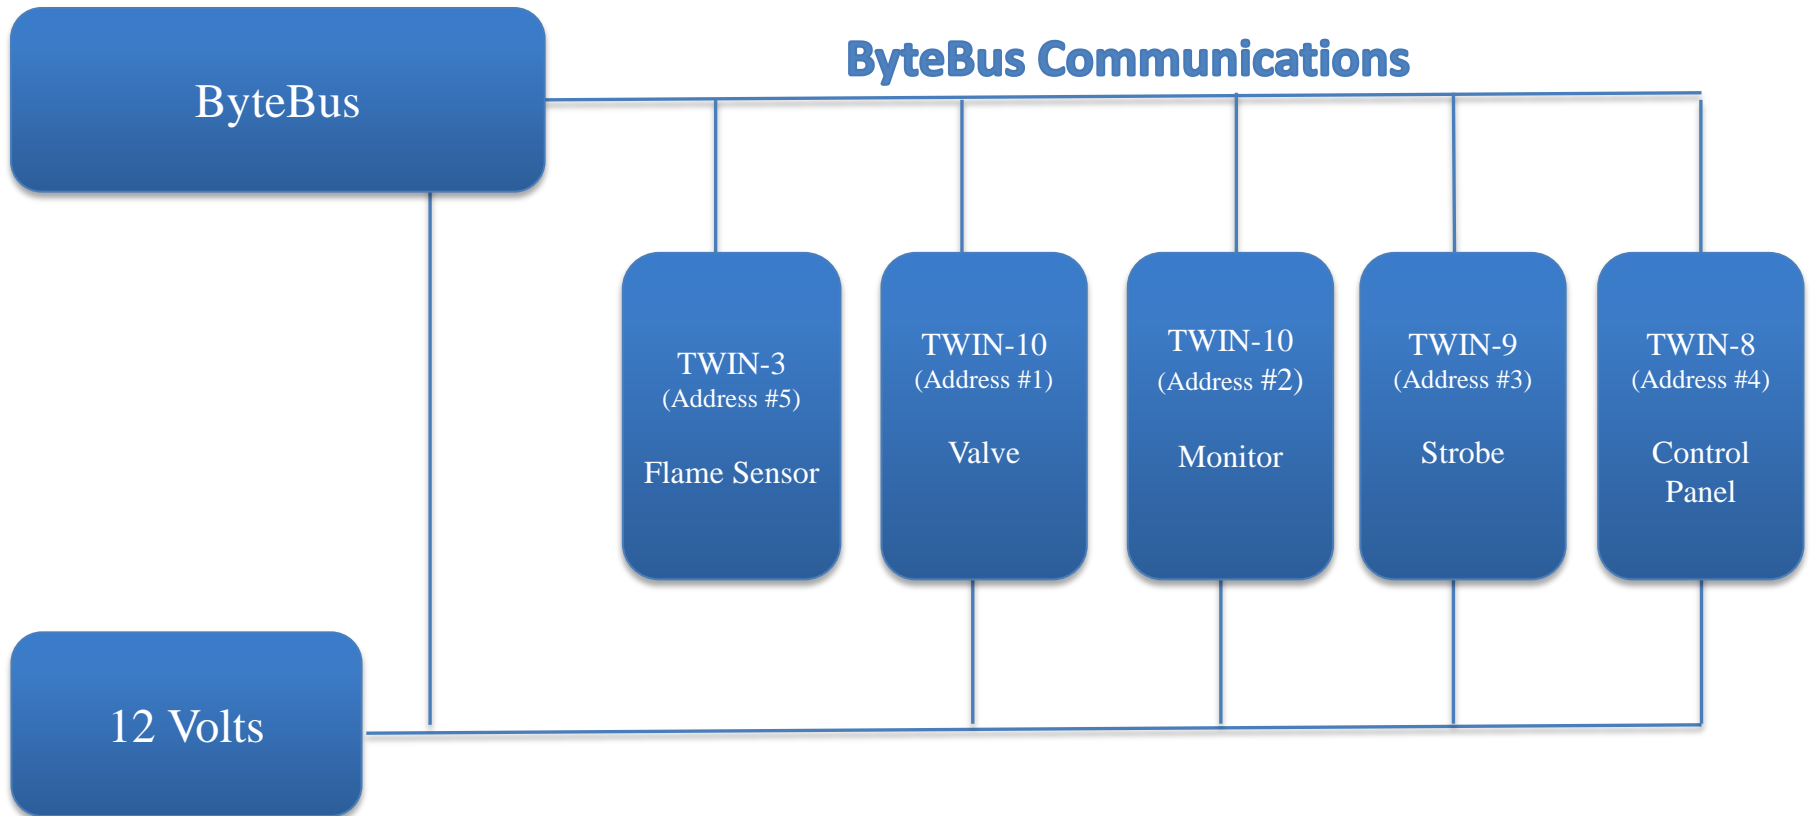 ByteBus Communications
ByteBus
TWIN-3
(Address #5)
Flame Sensor
TWIN-10
(Address #1)
Valve
TWIN-10
(Address #2)
Monitor
TWIN-9
(Address #3)
Strobe
TWIN-8
(Address #4)
Control
Panel
12 Volts